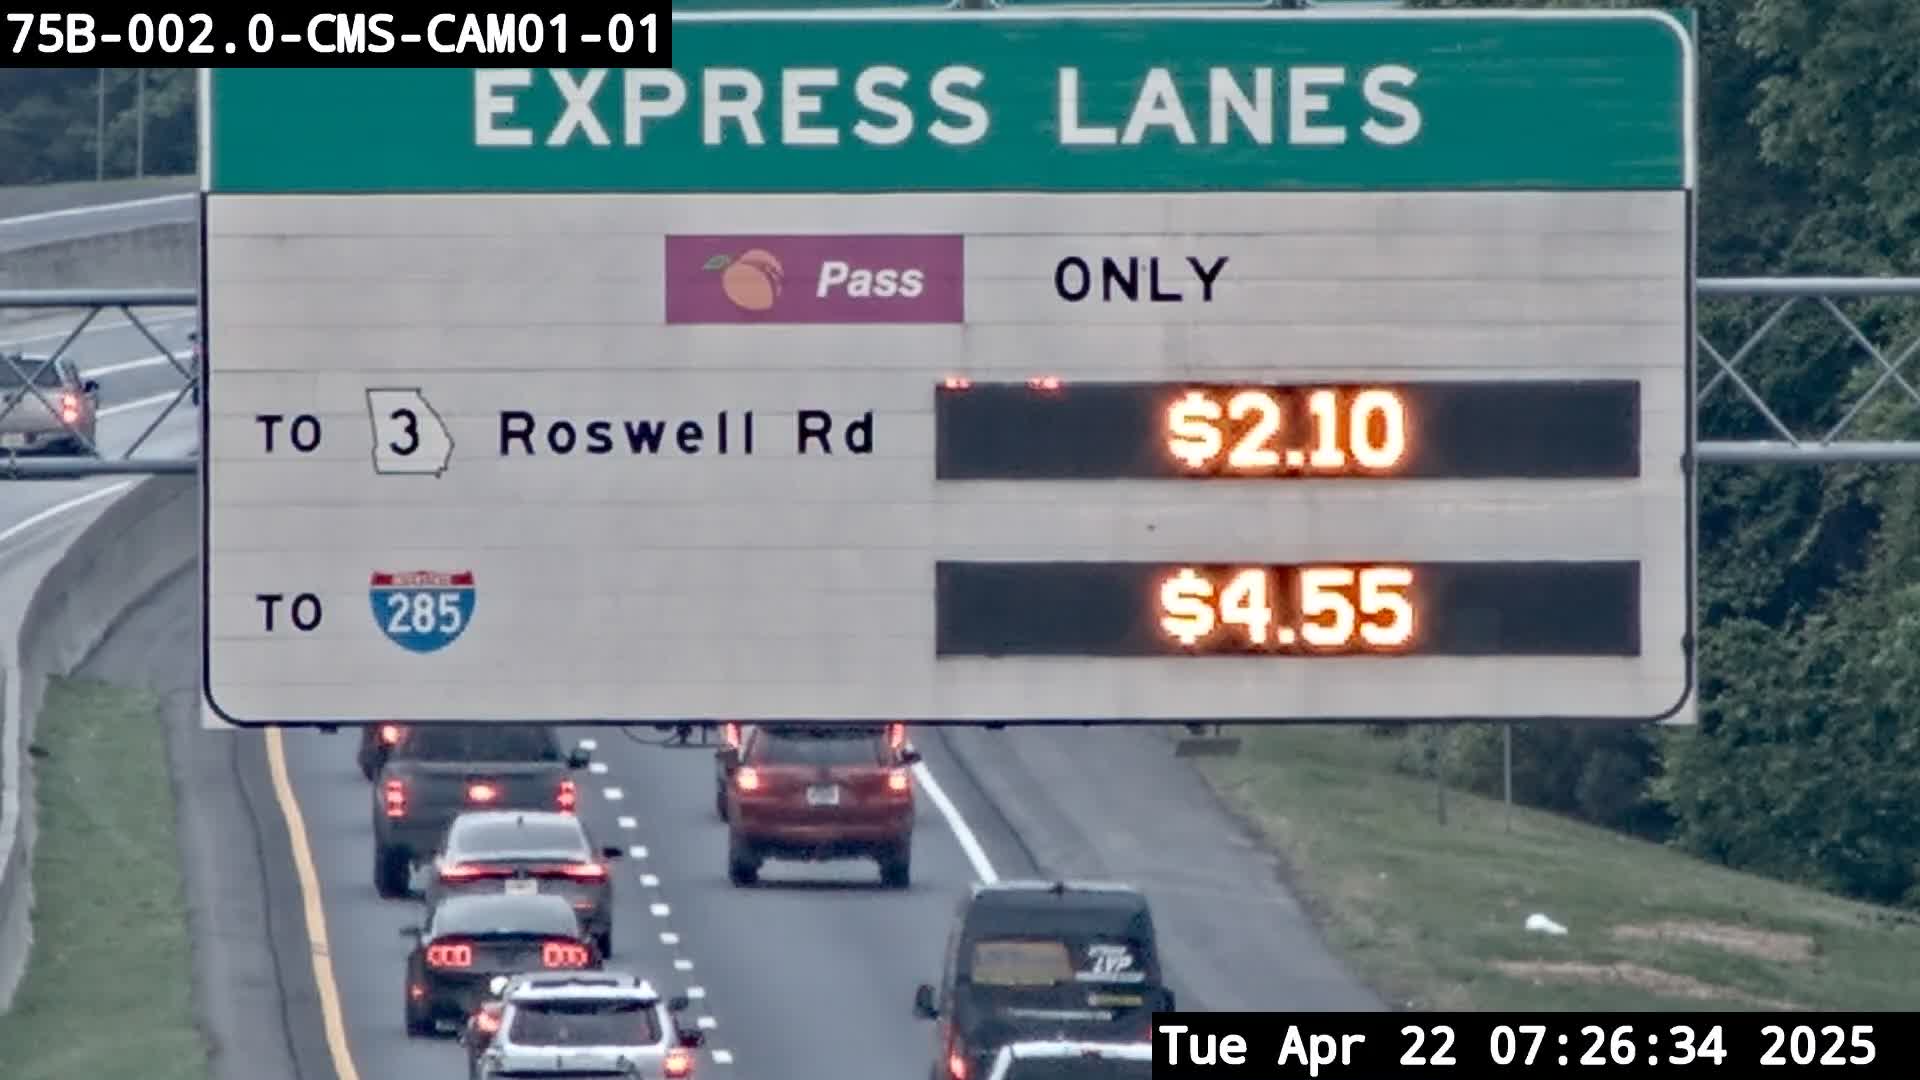 75B-002.0-CMS-CAM01-01
EXPRESS LANES
Pass ONLY
TO 3 Roswell Rd $2.10
TO 285 $4.55
Tue Apr 22 07:26:34 2025